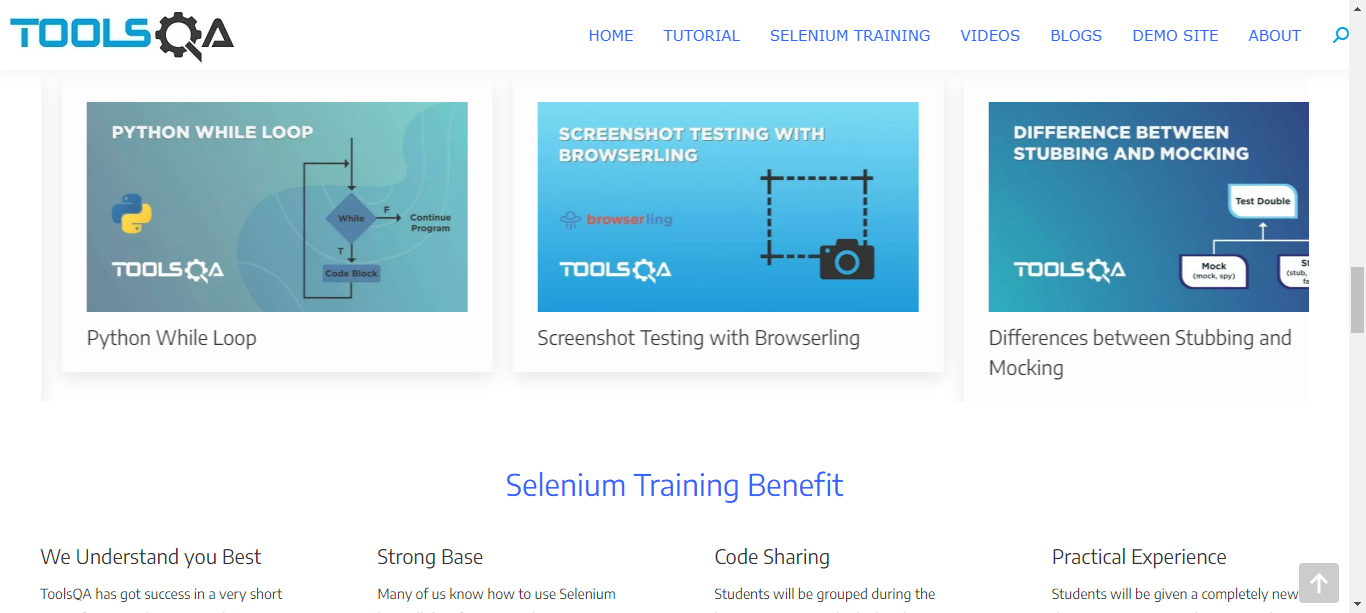 TOOLSQA
HOME TUTORIAL SELENIUM TRAINING VIDEOS BLOGS DEMO SITE ABOUT
PYTHON WHILE LOOP
While
F
Continue
Program
T
Code Block
TOOLSQA
Python While Loop
SCREENSHOT TESTING WITH
BROWSERLING
browserling
TOOLSQA
Screenshot Testing with Browserling
DIFFERENCE BETWEEN
STUBBING AND MOCKING
Test Double
Mock
(mock, spy)
(stub,
TOOLSQA
Differences between Stubbing and
Mocking
Selenium Training Benefit
We Understand you Best
ToolsQA has got success in a very short
Strong Base
Many of us know how to use Selenium
Code Sharing
Students will be grouped during the
Practical Experience
Students will be given a completely new